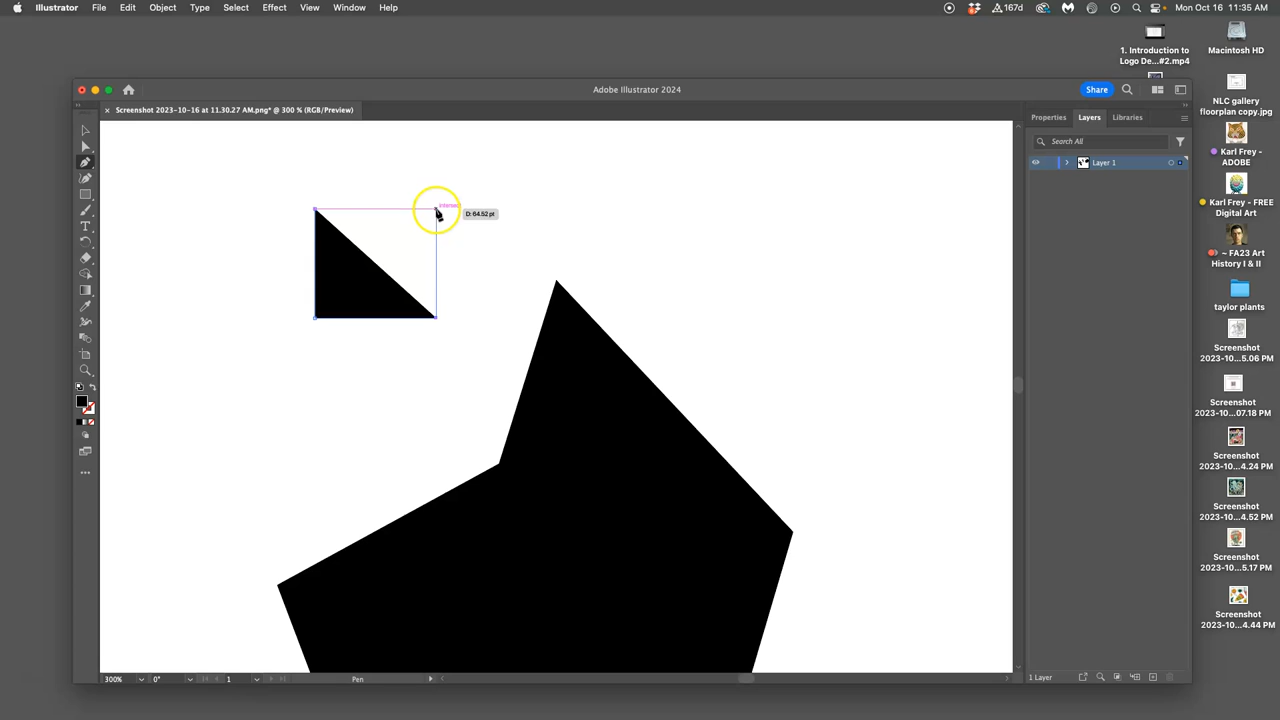 Illustrator File Edit Object Type Select Effect View Window Help
167d
Mon Oct 16 11:35 AM
1. Introduction to
Logo De...#2.mp4
Macintosh HD
Adobe Illustrator 2024
Share
Screenshot 2023-10-16 at 11.30.27 AM.png* @ 300 % (RGB/Preview)
Properties Layers Libraries
Search All
Layer 1
intersect
D: 64.52 pt
NLC gallery
floorplan copy.jpg
Karl Frey -
ADOBE
Karl Frey - FREE
Digital Art
~ FA23 Art
History I & II
taylor plants
Screenshot
2023-10...5.06 PM
Screenshot
2023-10...07.18 PM
Screenshot
2023-10...4.24 PM
Screenshot
2023-10...4.52 PM
Screenshot
2023-10...5.17 PM
Screenshot
2023-10...4.44 PM
300% 0° 1 Pen
1 Layer